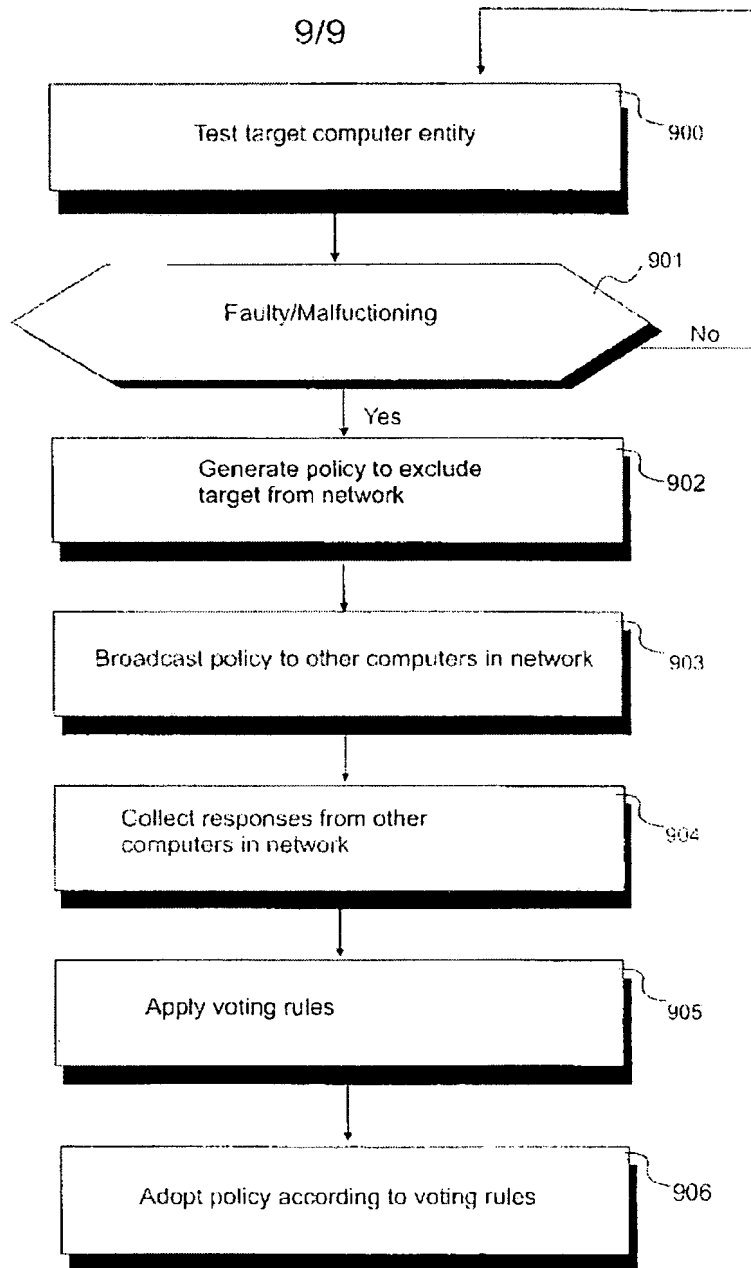 9/9
Test target computer entity
900
901
Faulty/Malfuctioning
No
Yes
Generate policy to exclude
target from network
902
Broadcast policy to other computers in network
903
Collect responses from other
computers in network
904
Apply voting rules
905
Adopt policy according to voting rules
906